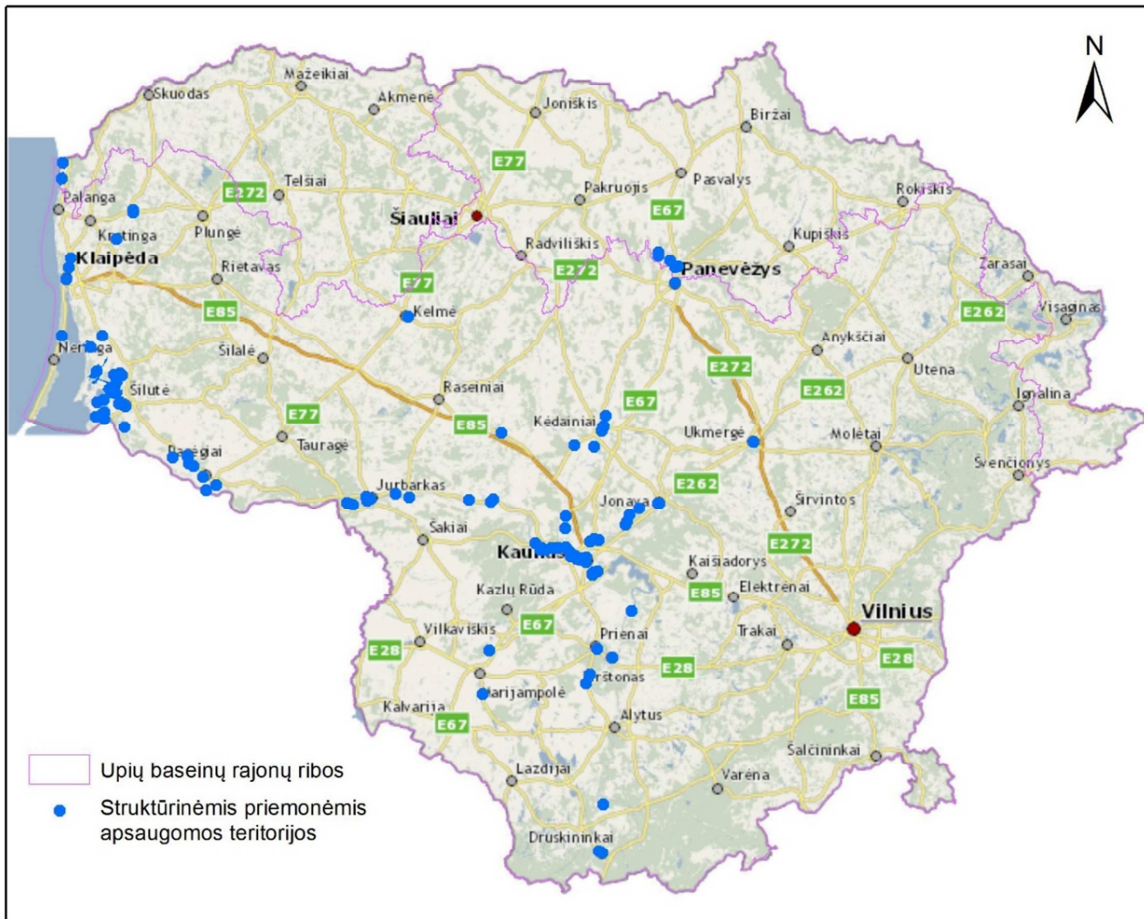 N
Mažeikiai
Skuodas
Akmenė
Joniškis
Biržai
E77
Pasvalys
Telšiai
E272
Pakruojis
Rokiškis
Palanga
E67
Šiauliai
Plungė
Kretinga
Kupiškis
Radviliškis
Klaipėda
E272
Panevėžys
Rietavas
Zarasai
E77
Visaginas
E85
Kelmė
E262
Anykščiai
Neringa
Šilalė
Utena
E272
Šilutė
E262
Raseiniai
Ignalina
E67
E77
Kėdainiai
E85
Ukmergė
Tauragė
Molėtai
Pagėgiai
Švenčionys
Jurbarkas
E262
Jonava
Širvintos
Šakiai
E272
Kaunas
Kaišiadorys
E85
Elektrėnai
Kazlų Rūda
Vilnius
E67
Vilkaviškis
Prienai
Trakai
E28
E28
E28
Birštonas
Marijampolė
E85
Kalvarija
E67
Alytus
Šalčininkai
Upių baseinų rajonų ribos
Lazdijai
Varėna
Struktūrinėmis priemonėmis
apsaugomos teritorijos
Druskininkai